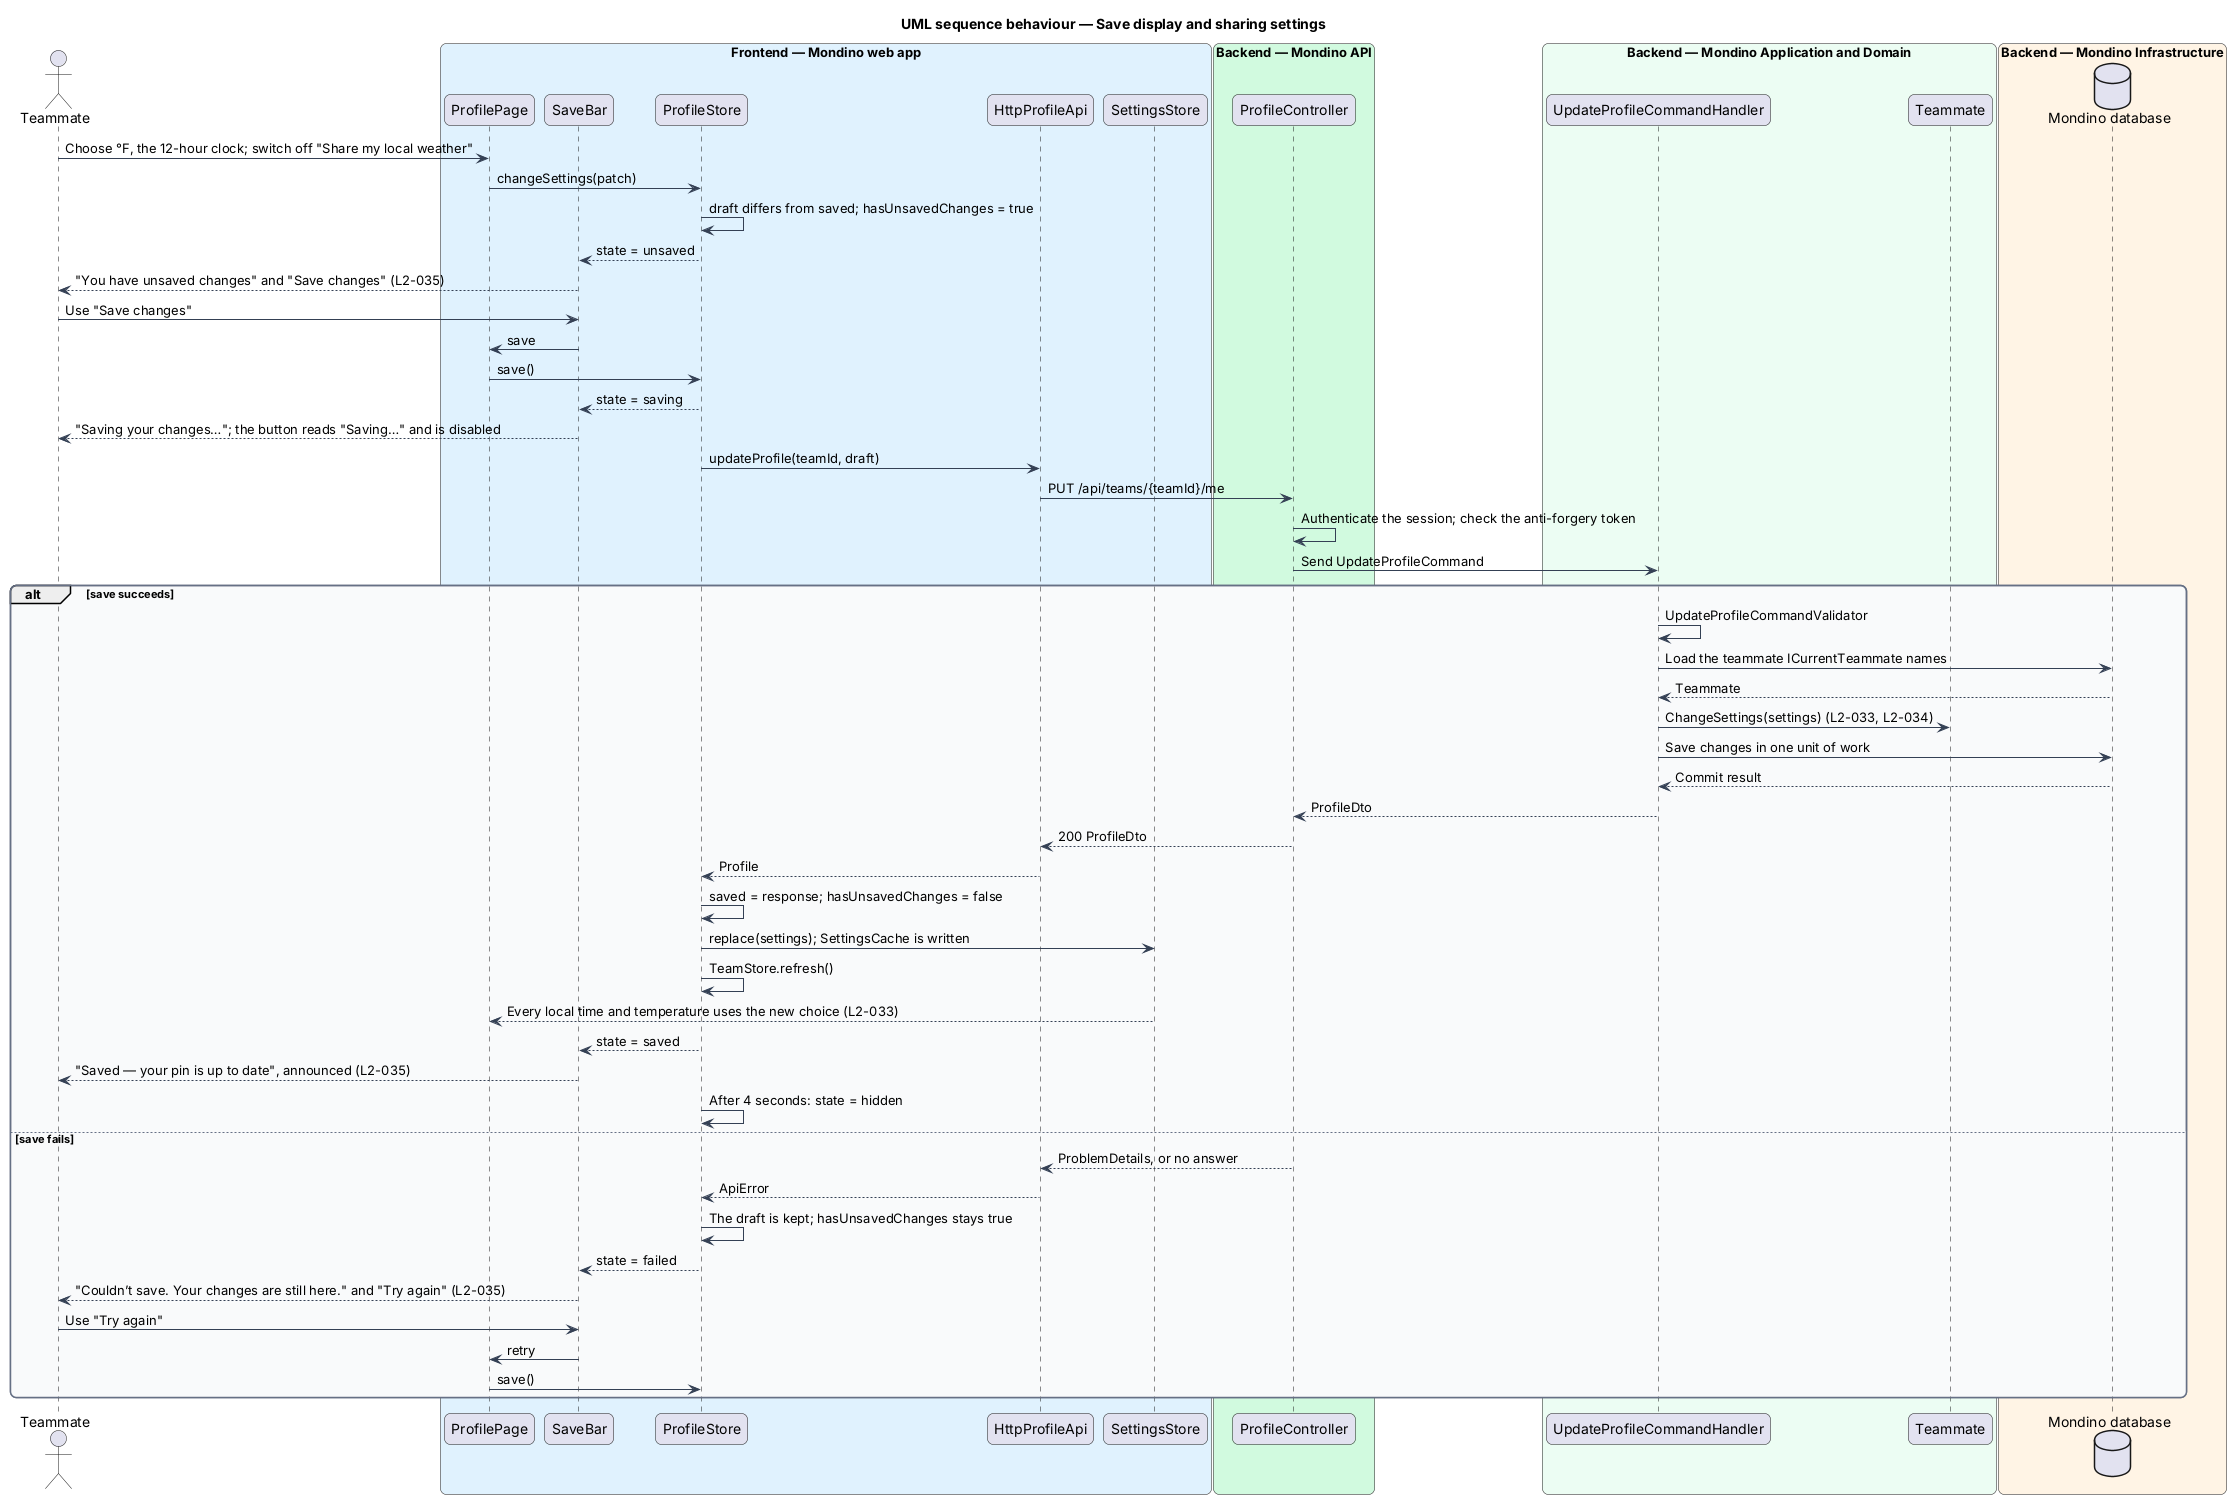 UML sequence behaviour — Save display and sharing settings
Frontend — Mondino web app
Backend — Mondino API
Backend — Mondino Application and Domain
Backend — Mondino Infrastructure
Teammate
ProfilePage
SaveBar
ProfileStore
HttpProfileApi
SettingsStore
ProfileController
UpdateProfileCommandHandler
Teammate
Mondino database
Choose °F, the 12-hour clock; switch off "Share my local weather"
changeSettings(patch)
draft differs from saved; hasUnsavedChanges = true
state = unsaved
"You have unsaved changes" and "Save changes" (L2-035)
Use "Save changes"
save
save()
state = saving
"Saving your changes…"; the button reads "Saving…" and is disabled
updateProfile(teamId, draft)
PUT /api/teams/{teamId}/me
Authenticate the session; check the anti-forgery token
Send UpdateProfileCommand
alt
[save succeeds]
UpdateProfileCommandValidator
Load the teammate ICurrentTeammate names
Teammate
ChangeSettings(settings) (L2-033, L2-034)
Save changes in one unit of work
Commit result
ProfileDto
200 ProfileDto
Profile
saved = response; hasUnsavedChanges = false
replace(settings); SettingsCache is written
TeamStore.refresh()
Every local time and temperature uses the new choice (L2-033)
state = saved
"Saved — your pin is up to date", announced (L2-035)
After 4 seconds: state = hidden
[save fails]
ProblemDetails, or no answer
ApiError
The draft is kept; hasUnsavedChanges stays true
state = failed
"Couldn't save. Your changes are still here." and "Try again" (L2-035)
Use "Try again"
retry
save()
Teammate
ProfilePage
SaveBar
ProfileStore
HttpProfileApi
SettingsStore
ProfileController
UpdateProfileCommandHandler
Teammate
Mondino database